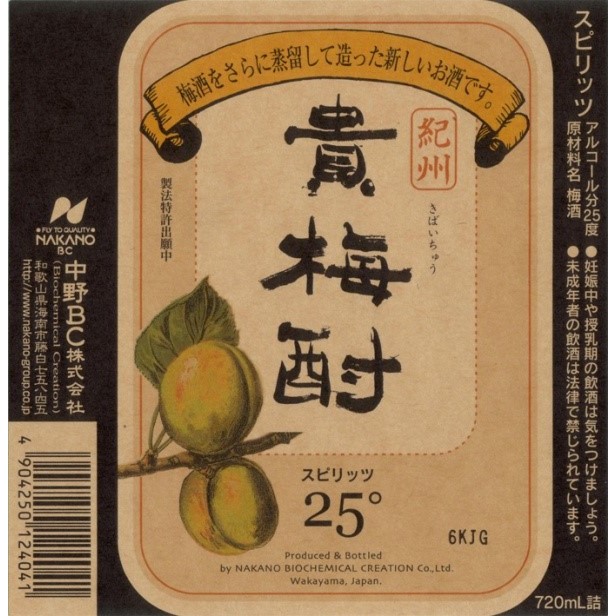 梅酒をさらに蒸留して造った新しいお酒です。
紀州
貴梅酎
きばいちゅう
製法特許出願中
スピリッツ
25°
6KJG
Produced & Bottled
by NAKANO BIOCHEMICAL CREATION Co.,Ltd.
Wakayama, Japan.
スピリッツ
アルコール分25度
原材料名 梅酒
●妊娠中や授乳期の飲酒は気をつけましょう。
●未成年者の飲酒は法律で禁じられています。
720mL詰
FLY TO QUALITY
NAKANO
BC
中野BC株式会社
(Biochemical Creation)
和歌山県海南市藤白七五八四五
http://www.nakano-group.co.jp
4 904250 124041